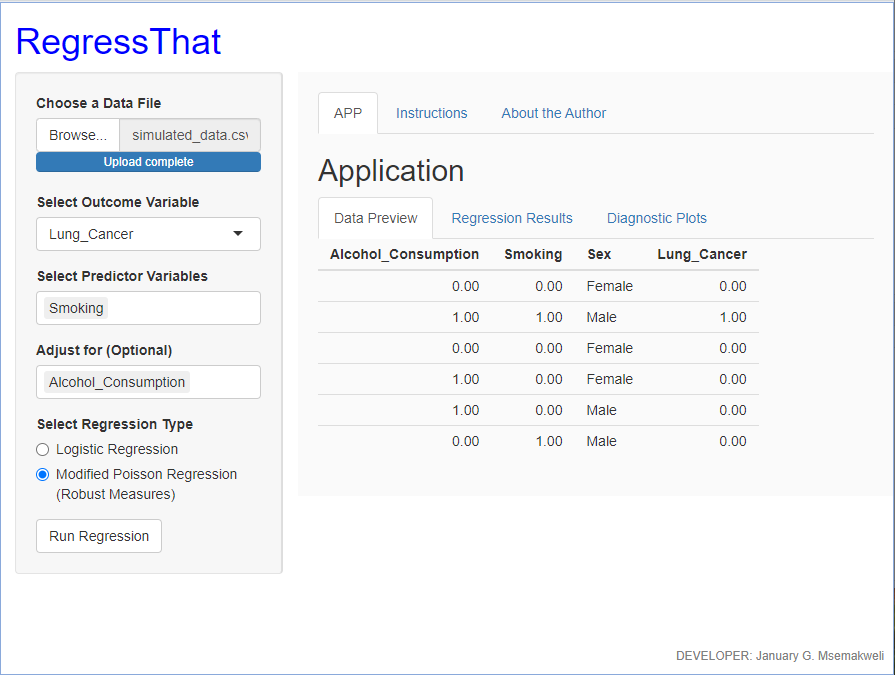 RegressThat
Choose a Data File
Browse... simulated_data.csv
Upload complete
Select Outcome Variable
Lung_Cancer
Select Predictor Variables
Smoking
Adjust for (Optional)
Alcohol_Consumption
Select Regression Type
Logistic Regression
Modified Poisson Regression
(Robust Measures)
Run Regression
APP Instructions About the Author
Application
Data Preview Regression Results Diagnostic Plots
Alcohol_Consumption Smoking Sex Lung_Cancer
0.00 0.00 Female 0.00
1.00 1.00 Male 1.00
0.00 0.00 Female 0.00
1.00 0.00 Female 0.00
1.00 0.00 Male 0.00
0.00 1.00 Male 0.00
DEVELOPER: January G. Msemakweli